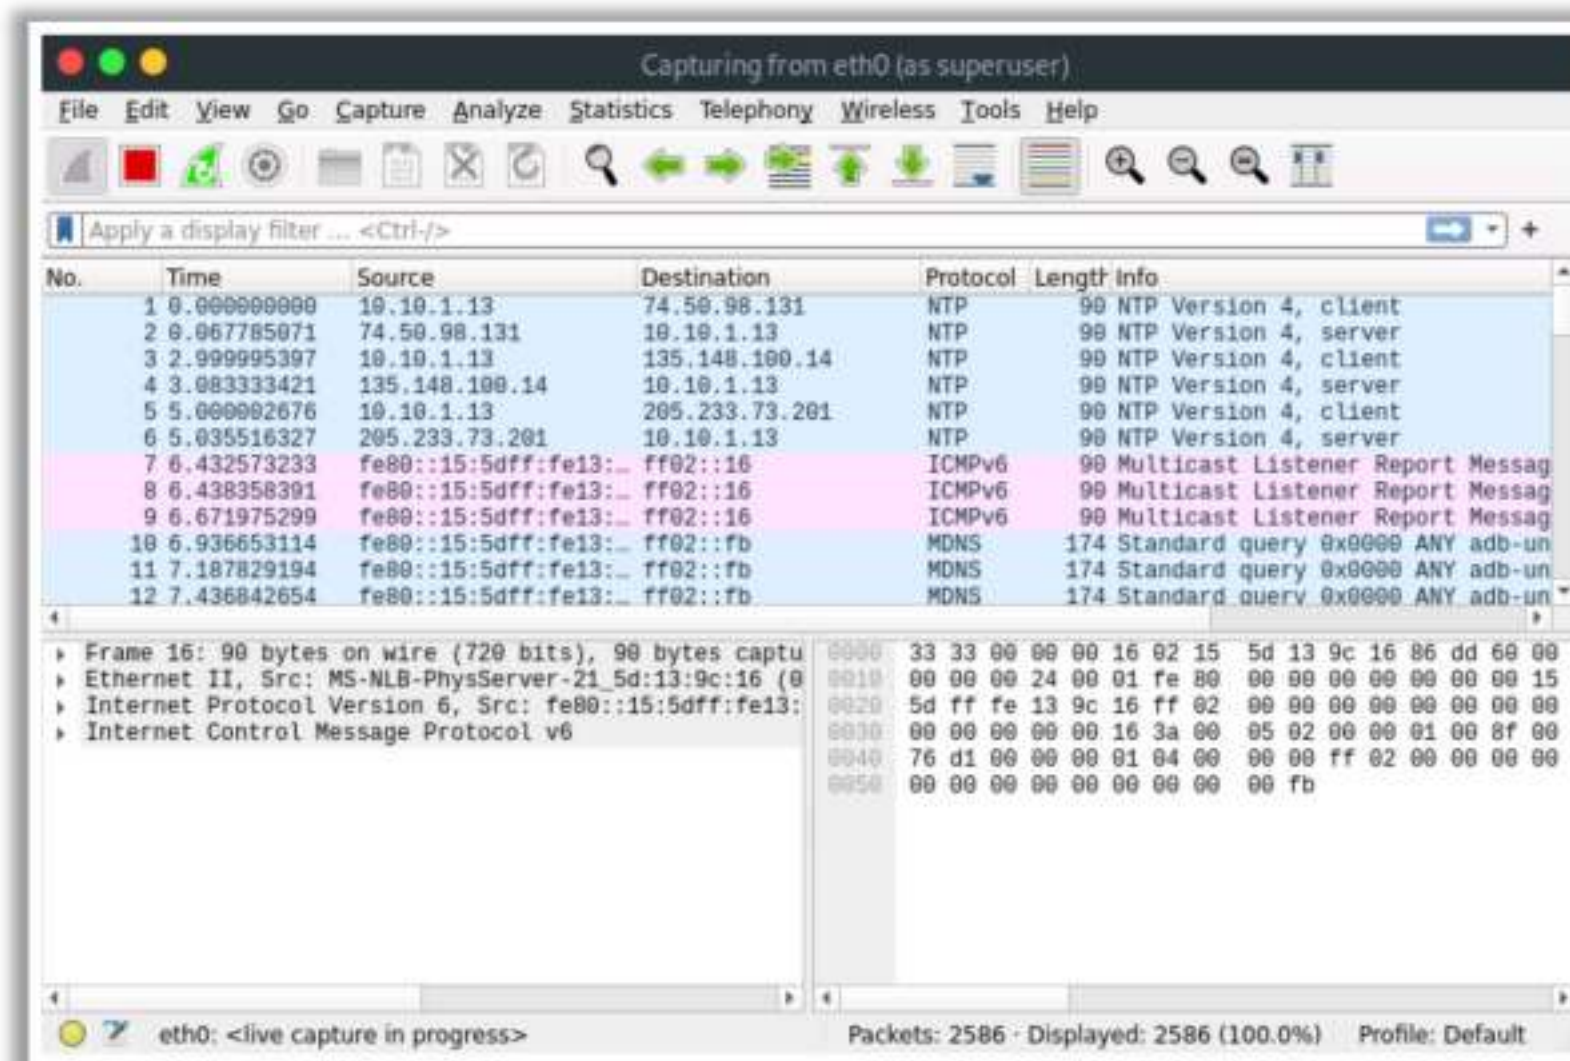 Capturing from eth0 (as superuser)
File Edit View Go Capture Analyze Statistics Telephony Wireless Tools Help
Apply a display filter ... <Ctrl-/>
No. Time Source Destination Protocol Length Info
1 0.000000000 10.10.1.13 74.50.98.131 NTP 90 NTP Version 4, client
2 0.067785071 74.50.98.131 10.10.1.13 NTP 90 NTP Version 4, server
3 2.999995397 10.10.1.13 135.148.100.14 NTP 90 NTP Version 4, client
4 3.083333421 135.148.100.14 10.10.1.13 NTP 90 NTP Version 4, server
5 5.000002676 10.10.1.13 205.233.73.201 NTP 90 NTP Version 4, client
6 5.035516327 205.233.73.201 10.10.1.13 NTP 90 NTP Version 4, server
7 6.432573233 fe80::15:5dff:fe13:… ff02::16 ICMPv6 90 Multicast Listener Report Messag
8 6.438358391 fe80::15:5dff:fe13:… ff02::16 ICMPv6 90 Multicast Listener Report Messag
9 6.671975299 fe80::15:5dff:fe13:… ff02::16 ICMPv6 90 Multicast Listener Report Messag
10 6.936653114 fe80::15:5dff:fe13:… ff02::fb MDNS 174 Standard query 0x0000 ANY adb-un
11 7.187829194 fe80::15:5dff:fe13:… ff02::fb MDNS 174 Standard query 0x0000 ANY adb-un
12 7.436842654 fe80::15:5dff:fe13:… ff02::fb MDNS 174 Standard query 0x0000 ANY adb-un
Frame 16: 90 bytes on wire (720 bits), 90 bytes captu
Ethernet II, Src: MS-NLB-PhysServer-21_5d:13:9c:16 (0
Internet Protocol Version 6, Src: fe80::15:5dff:fe13:
Internet Control Message Protocol v6
0000 33 33 00 00 00 16 02 15 5d 13 9c 16 86 dd 60 00
0010 00 00 00 24 00 01 fe 80 00 00 00 00 00 00 00 15
0020 5d ff fe 13 9c 16 ff 02 00 00 00 00 00 00 00 00
0030 00 00 00 00 00 16 3a 00 05 02 00 00 01 00 8f 00
0040 76 d1 00 00 00 01 04 00 00 00 ff 02 00 00 00 00
0050 00 00 00 00 00 00 00 00 00 fb
eth0: <live capture in progress>
Packets: 2586 · Displayed: 2586 (100.0%)
Profile: Default